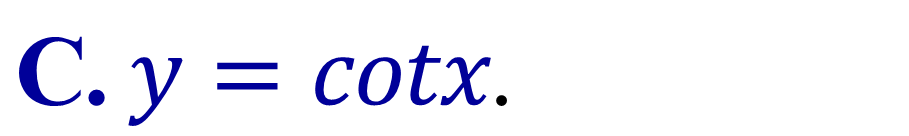 C. y = cotx.